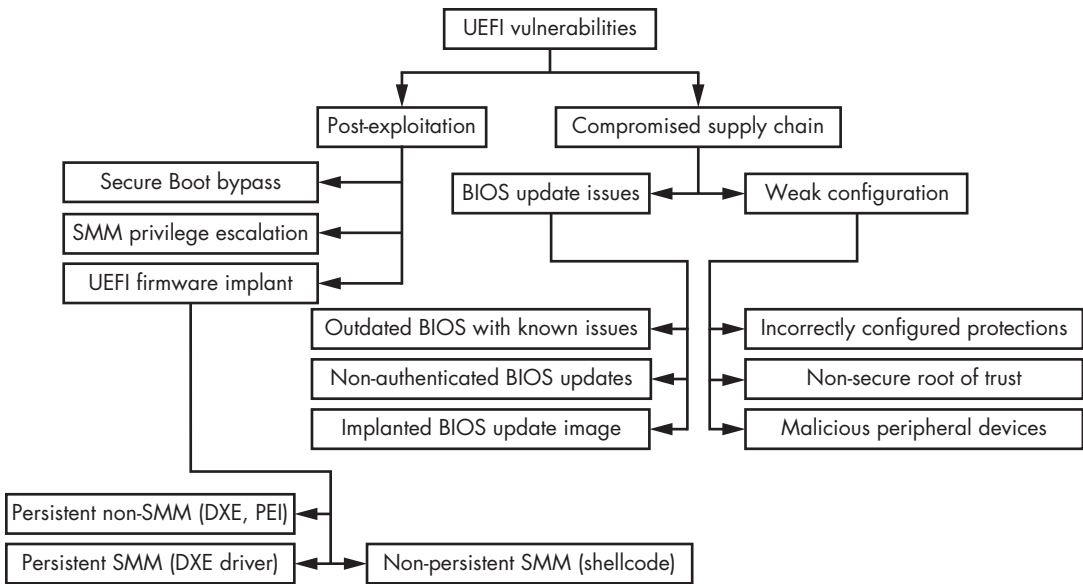 UEFI vulnerabilities
Post-exploitation
Compromised supply chain
Secure Boot bypass
BIOS update issues
Weak configuration
SMM privilege escalation
UEFI firmware implant
Outdated BIOS with known issues
Incorrectly configured protections
Non-authenticated BIOS updates
Non-secure root of trust
Implanted BIOS update image
Malicious peripheral devices
Persistent non-SMM (DXE, PEI)
Persistent SMM (DXE driver)
Non-persistent SMM (shellcode)